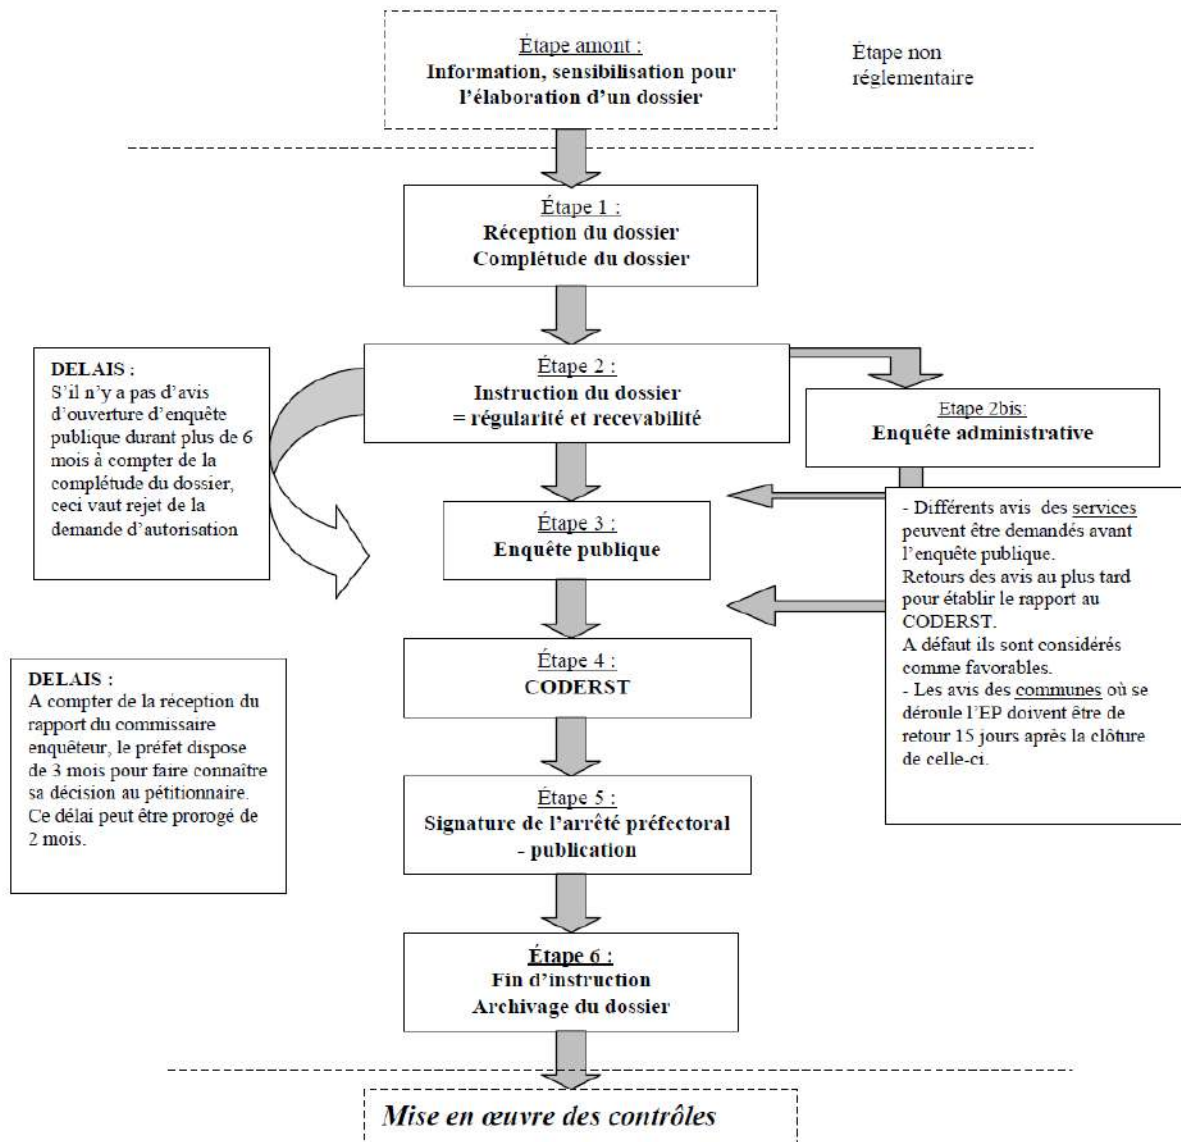 Étape amont :
Information, sensibilisation pour
l'élaboration d'un dossier
Étape non
réglementaire
Étape 1 :
Réception du dossier
Complétude du dossier
Étape 2 :
Instruction du dossier
= régularité et recevabilité
DELAIS :
S'il n'y a pas d'avis
d'ouverture d'enquête
publique durant plus de 6
mois à compter de la
complétude du dossier,
ceci vaut rejet de la
demande d'autorisation
Etape 2bis:
Enquête administrative
- Différents avis des services
peuvent être demandés avant
l'enquête publique.
Retours des avis au plus tard
pour établir le rapport au
CODERST.
A défaut ils sont considérés
comme favorables.
- Les avis des communes où se
déroule l'EP doivent être de
retour 15 jours après la clôture
de celle-ci.
Étape 3 :
Enquête publique
Étape 4 :
CODERST
DELAIS :
A compter de la réception du
rapport du commissaire
enquêteur, le préfet dispose
de 3 mois pour faire connaître
sa décision au pétitionnaire.
Ce délai peut être prorogé de
2 mois.
Étape 5 :
Signature de l'arrêté préfectoral
- publication
Étape 6 :
Fin d'instruction
Archivage du dossier
Mise en œuvre des contrôles